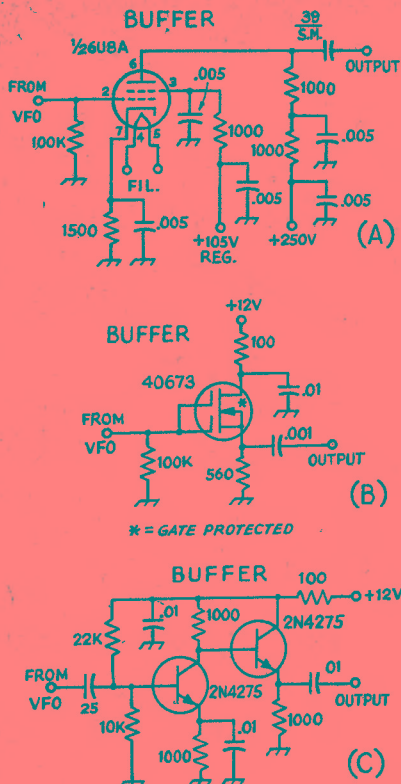 BUFFER
½6U8A
39
S.M.
OUTPUT
6
FROM
VFO
2
3
.005
1000
100K
7
4
5
1000
1000
.005
FIL.
1500
.005
.005
.005
+105V
REG.
+250V
(A)
BUFFER
+12V
100
40673
*
.01
FROM
VFO
.001
OUTPUT
100K
560
(B)
* = GATE PROTECTED
BUFFER
100
+12V
.01
1000
2N4275
22K
FROM
VFO
25
2N4275
.01
OUTPUT
10K
.01
1000
1000
(C)